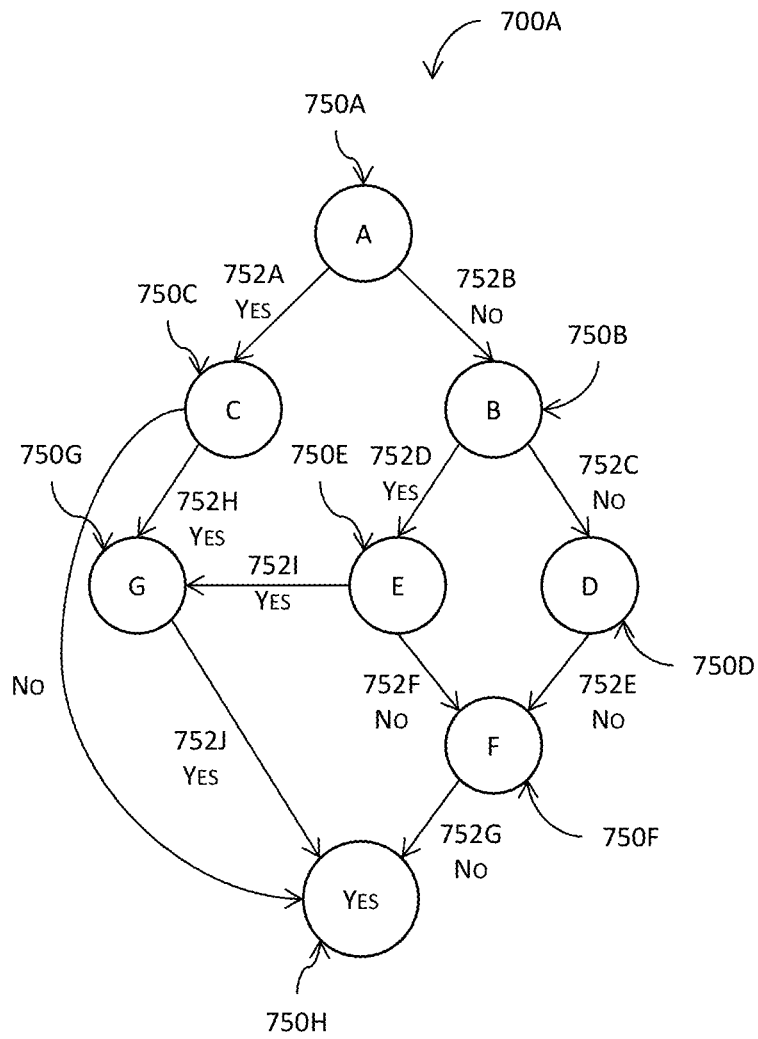 700A
750A
A
752A
YES
752B
NO
750C
750B
C
B
750G
750E
752D
YES
752C
NO
752H
YES
752I
YES
G
E
D
750D
NO
752F
NO
752E
NO
F
752J
YES
752G
NO
750F
YES
750H